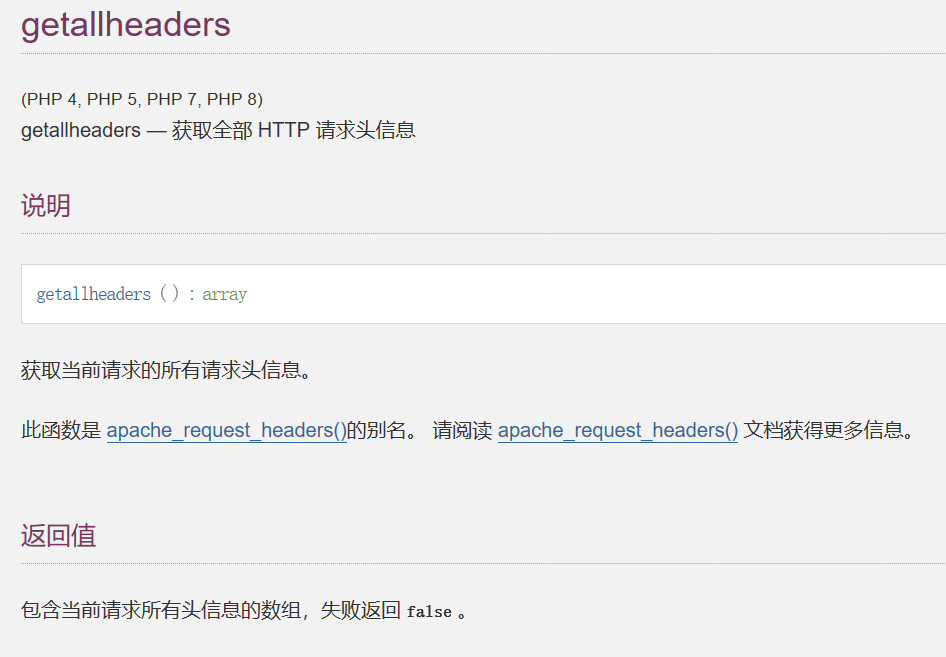 getallheaders
(PHP 4, PHP 5, PHP 7, PHP 8)
getallheaders — 获取全部 HTTP 请求头信息
说明
getallheaders ( ) : array
获取当前请求的所有请求头信息。
此函数是 apache_request_headers()的别名。 请阅读 apache_request_headers() 文档获得更多信息。
返回值
包含当前请求所有头信息的数组，失败返回 false 。